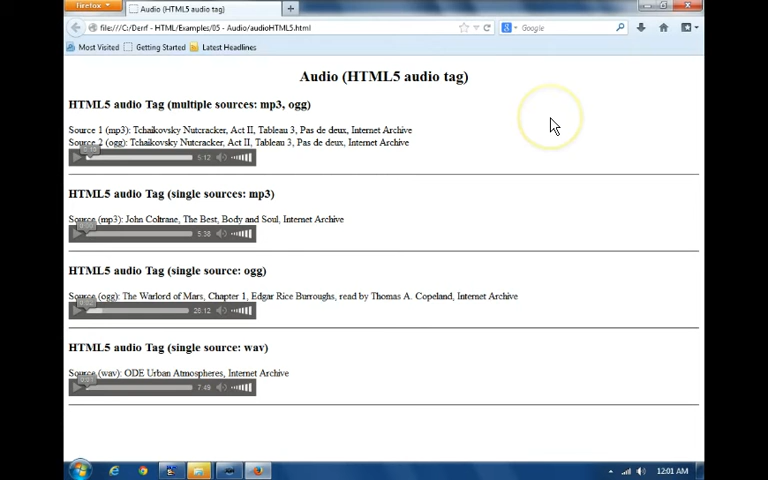 Firefox
Audio (HTML5 audio tag)
file:///C:/Derrf - HTML/Examples/05 - Audio/audioHTML5.html
Google
Most Visited
Getting Started
Latest Headlines
Audio (HTML5 audio tag)
HTML5 audio Tag (multiple sources: mp3, ogg)
Source 1 (mp3): Tchaikovsky Nutcracker, Act II, Tableau 3, Pas de deux, Internet Archive
Source 2 (ogg): Tchaikovsky Nutcracker, Act II, Tableau 3, Pas de deux, Internet Archive
5:12
HTML5 audio Tag (single sources: mp3)
Source (mp3): John Coltrane, The Best, Body and Soul, Internet Archive
5:38
HTML5 audio Tag (single source: ogg)
Source (ogg): The Warlord of Mars, Chapter 1, Edgar Rice Burroughs, read by Thomas A. Copeland, Internet Archive
28:12
HTML5 audio Tag (single source: wav)
Source (wav): ODE Urban Atmospheres, Internet Archive
7:49
12:01 AM